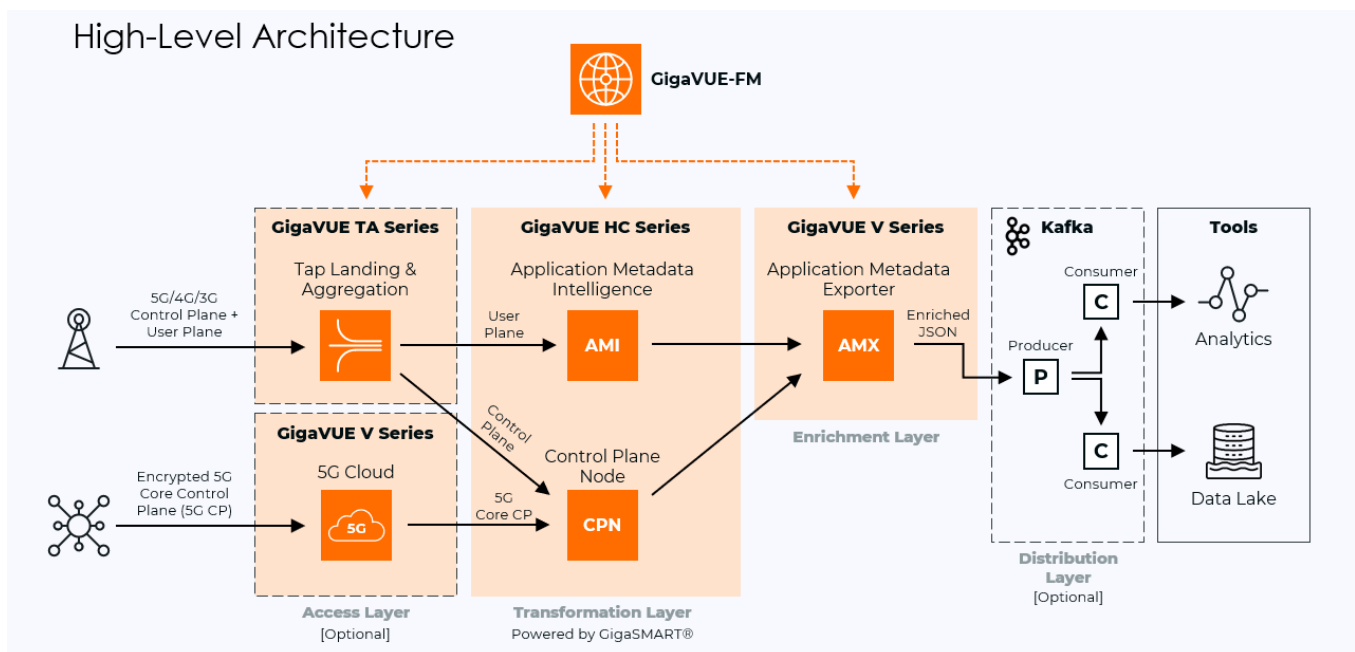 High-Level Architecture
GigaVUE-FM
GigaVUE TA Series
Tap Landing &
Aggregation
5G/4G/3G
Control Plane +
User Plane
User
Plane
Control
Plane
GigaVUE V Series
5G Cloud
5G
Encrypted 5G
Core Control
Plane (5G CP)
5G
Core CP
Access Layer
[Optional]
GigaVUE HC Series
Application Metadata
Intelligence
AMI
Control Plane
Node
CPN
Transformation Layer
Powered by GigaSMART®
GigaVUE V Series
Application Metadata
Exporter
AMX
Enriched
JSON
Enrichment Layer
Kafka
Consumer
C
Producer
P
C
Consumer
Distribution
Layer
[Optional]
Tools
Analytics
Data Lake